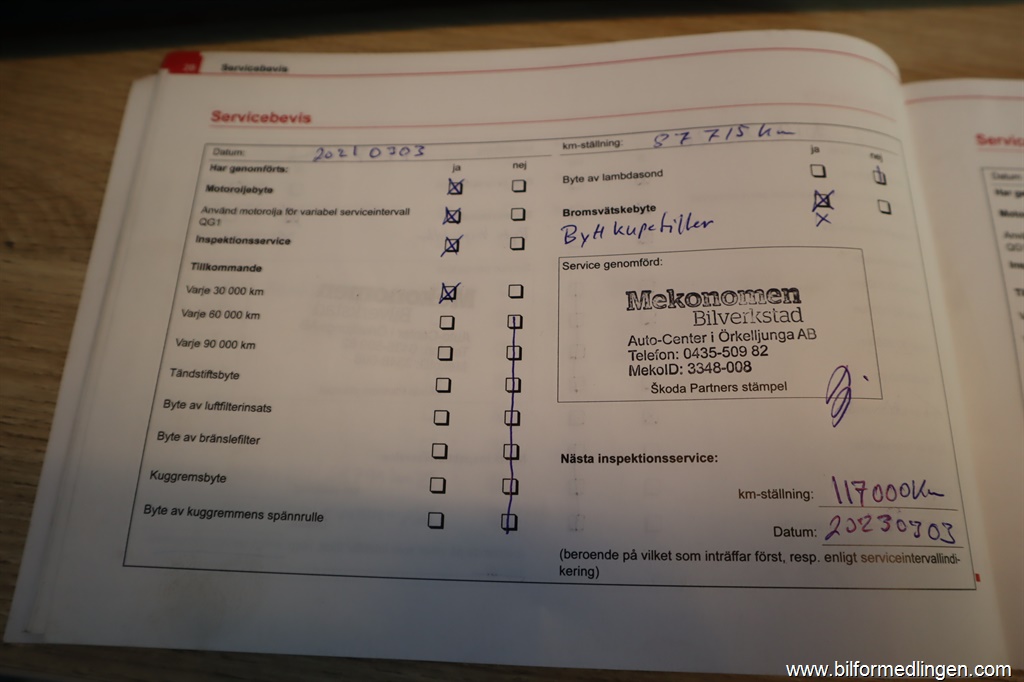 Servicebevis
Servicebevis
Datum: 20210703
Har genomförts: ja nej
Motoroljebyte
Använd motorolja för variabel serviceintervall
QG1
Inspektionsservice
Tillkommande
Varje 30 000 km
Varje 60 000 km
Varje 90 000 km
Tändstiftsbyte
Byte av luftfilterinsats
Byte av bränslefilter
Kuggremsbyte
Byte av kuggremmens spännrulle
km-ställning: 87 715 km
ja nej
Byte av lambdasond
Bromsvätskebyte
Bytt kupefilter
Service genomförd:
Mekonomen
Bilverkstad
Auto-Center i Örkelljunga AB
Telefon: 0435-509 82
MekoID: 3348-008
Škoda Partners stämpel
Nästa inspektionsservice:
km-ställning: 117000km
Datum: 20230703
(beroende på vilket som inträffar först, resp. enligt serviceintervallindi-
kering)
www.bilformedlingen.com